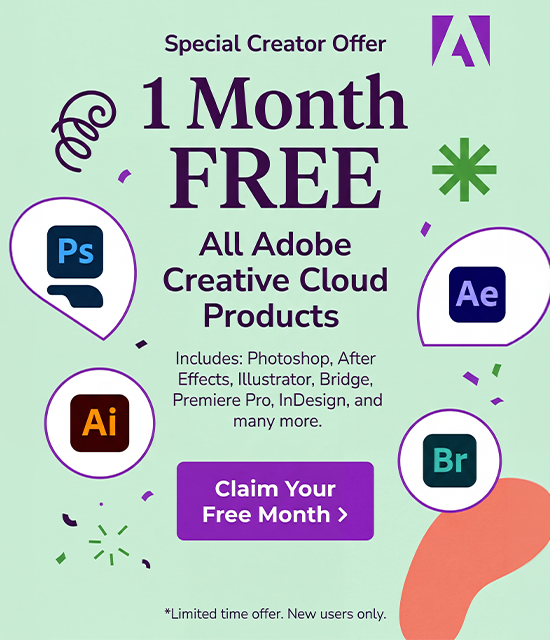 Special Creator Offer
1 Month
FREE
All Adobe
Creative Cloud
Products
Ps
Ae
Includes: Photoshop, After
Effects, Illustrator, Bridge,
Premiere Pro, InDesign, and
many more.
Ai
Br
Claim Your
Free Month >
*Limited time offer. New users only.